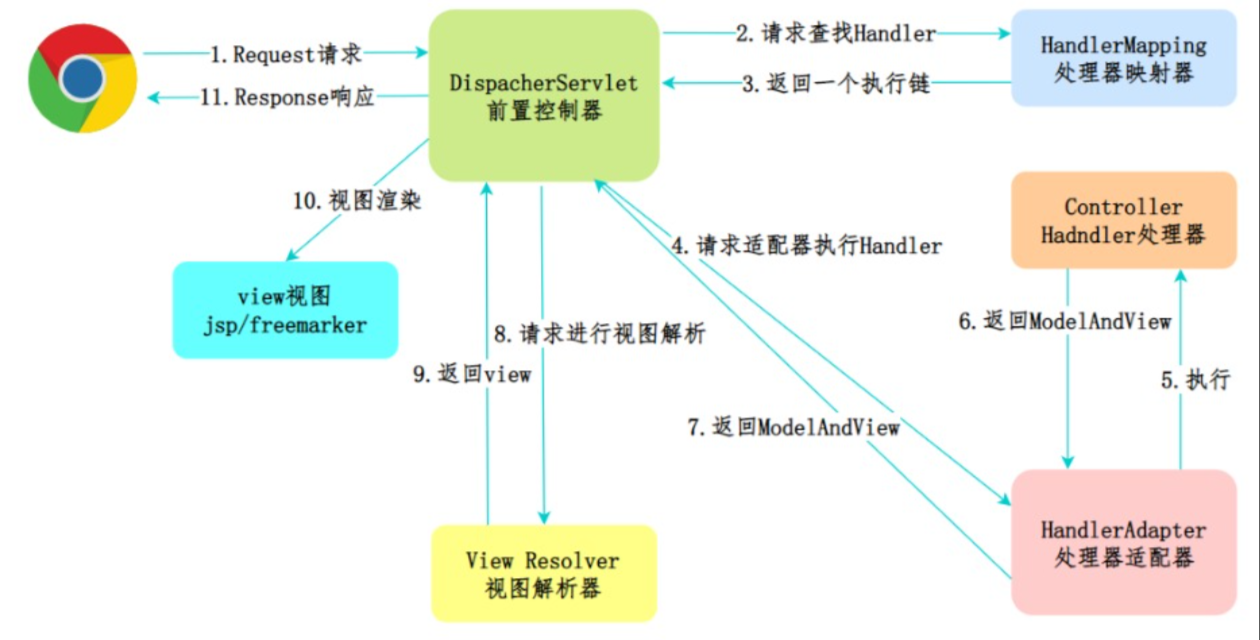 1.Request请求
11.Response响应
DispacherServlet
前置控制器
2.请求查找Handler
3.返回一个执行链
HandlerMapping
处理器映射器
10.视图渲染
view视图
jsp/freemarker
4.请求适配器执行Handler
Controller
Hadndler处理器
6.返回ModelAndView
5.执行
8.请求进行视图解析
9.返回view
7.返回ModelAndView
View Resolver
视图解析器
HandlerAdapter
处理器适配器